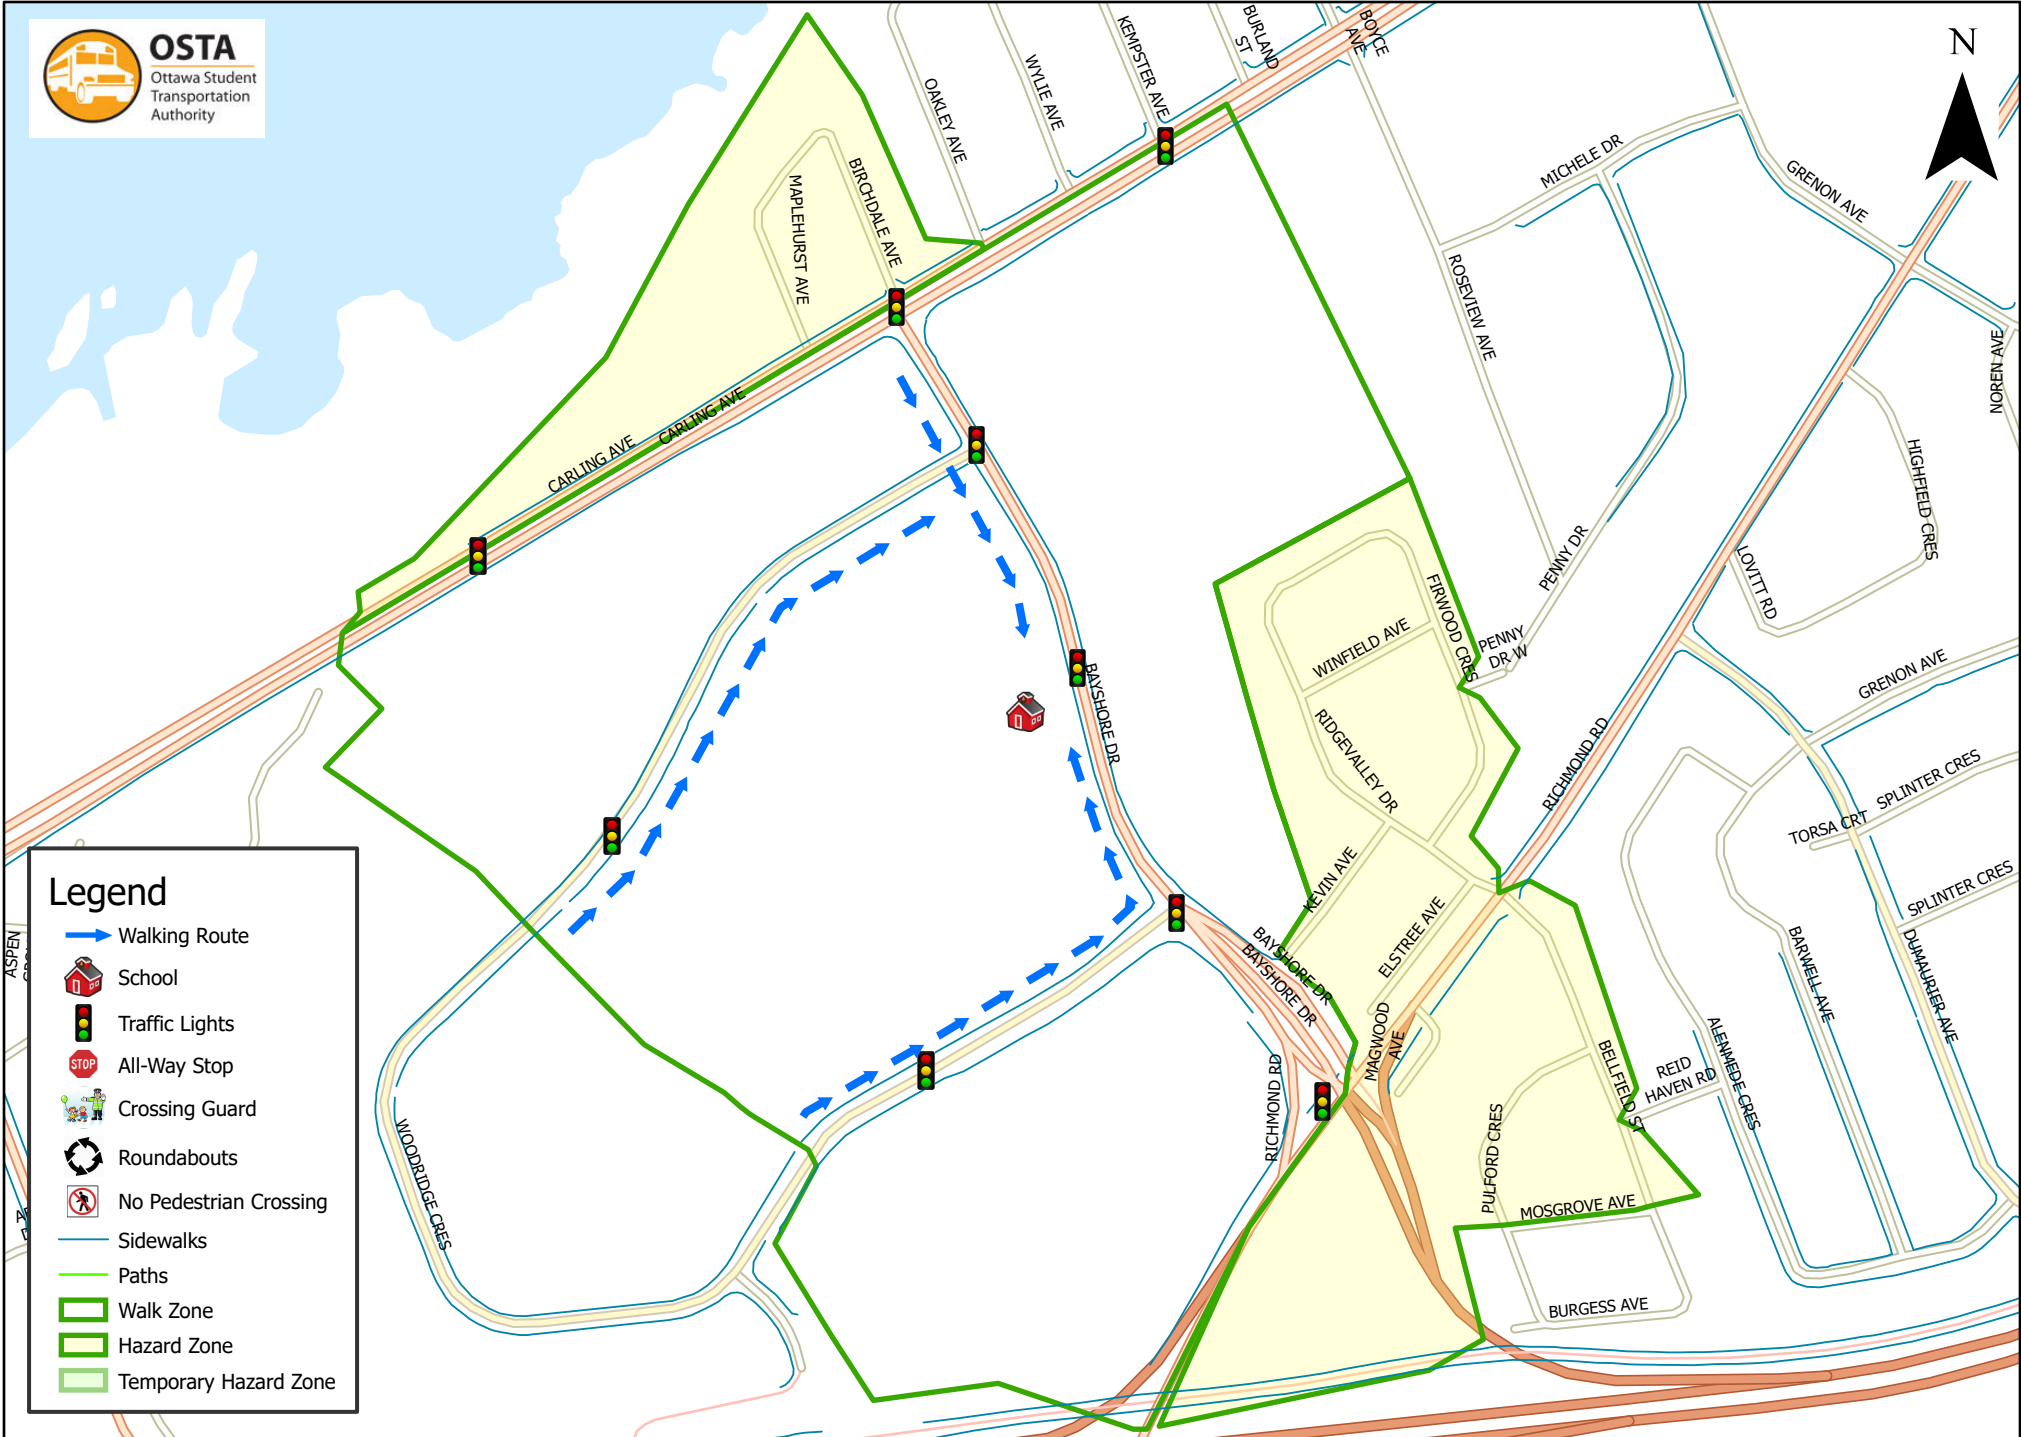 OSTA
Ottawa Student
Transportation
Authority
N
OAKLEY AVE
WYLIE AVE
KEMPSTER AVE
BURLAND
ST
BOYCE
AVE
MICHELE DR
GRENON AVE
MAPLEHURST AVE
BIRCHDALE AVE
ROSEVIEW AVE
NOREN AVE
CARLING AVE
CARLING AVE
HIGHFIELD CRES
PENNY DR
LOVITT RD
FIRWOOD CRES
WINFIELD AVE
PENNY
DR W
GRENON AVE
BAYSHORE DR
RIDGEVALLEY DR
RICHMOND RD
SPLINTER CRES
TORSA CRT
KEVIN AVE
ELSTREE AVE
SPLINTER CRES
BAYSHORE DR
BAYSHORE DR
BARWELL AVE
DUMAURIER AVE
MAGWOOD
AVE
RICHMOND RD
BELLFIELD ST
REID
HAVEN RD
ALENMEDE CRES
PULFORD CRES
MOSGROVE AVE
BURGESS AVE
WOODRIDGE CRES
ASPEN
Legend
Walking Route
School
Traffic Lights
STOP
All-Way Stop
Crossing Guard
Roundabouts
No Pedestrian Crossing
Sidewalks
Paths
Walk Zone
Hazard Zone
Temporary Hazard Zone